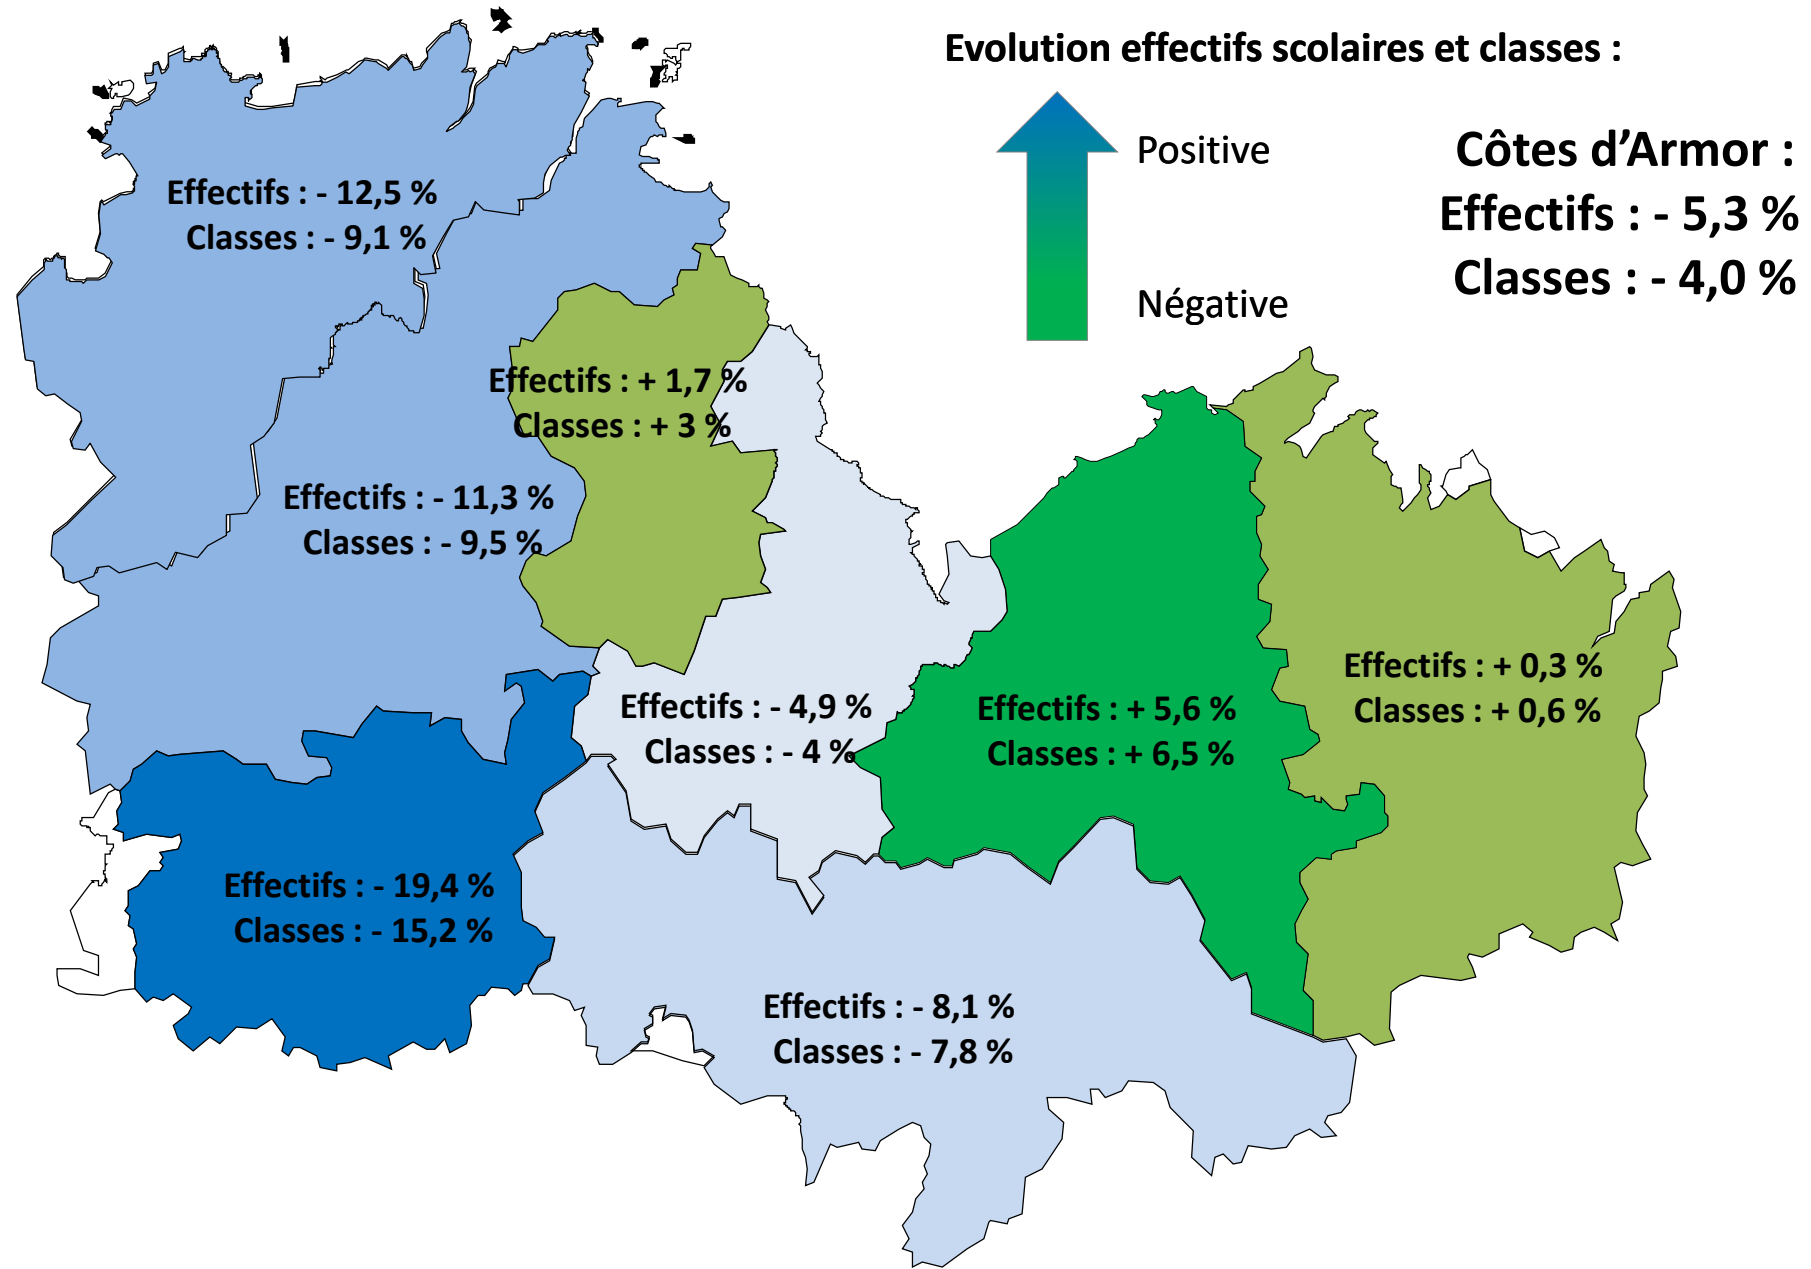 Evolution effectifs scolaires et classes :
Positive
Négative
Côtes d’Armor :
Effectifs : - 5,3 %
Classes : - 4,0 %
Effectifs : - 12,5 %
Classes : - 9,1 %
Effectifs : + 1,7 %
Classes : + 3 %
Effectifs : - 11,3 %
Classes : - 9,5 %
Effectifs : - 4,9 %
Classes : - 4 %
Effectifs : + 5,6 %
Classes : + 6,5 %
Effectifs : + 0,3 %
Classes : + 0,6 %
Effectifs : - 19,4 %
Classes : - 15,2 %
Effectifs : - 8,1 %
Classes : - 7,8 %